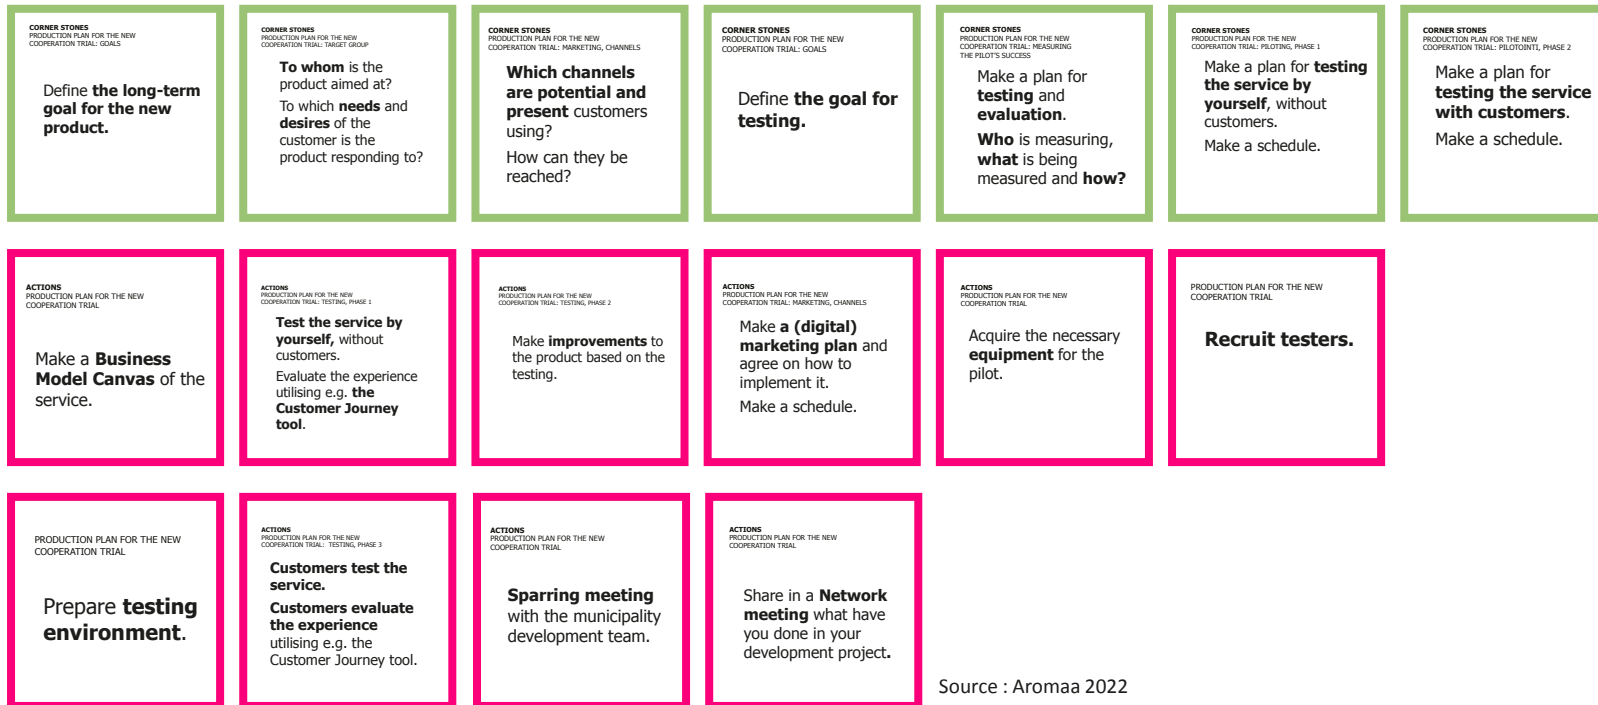 CORNER STONES
PRODUCTION PLAN FOR THE NEW
COOPERATION TRIAL: GOALS
Define the long-term
goal for the new
product.
CORNER STONES
PRODUCTION PLAN FOR THE NEW
COOPERATION TRIAL: TARGET GROUP
To whom is the
product aimed at?
To which needs and
desires of the
customer is the
product responding to?
CORNER STONES
PRODUCTION PLAN FOR THE NEW
COOPERATION TRIAL: MARKETING, CHANNELS
Which channels
are potential and
present customers
using?
How can they be
reached?
CORNER STONES
PRODUCTION PLAN FOR THE NEW
COOPERATION TRIAL: GOALS
Define the goal for
testing.
CORNER STONES
PRODUCTION PLAN FOR THE NEW
COOPERATION TRIAL: MEASURING
THE PILOT'S SUCCESS
Make a plan for
testing and
evaluation.
Who is measuring,
what is being
measured and how?
CORNER STONES
PRODUCTION PLAN FOR THE NEW
COOPERATION TRIAL: PILOTING, PHASE 1
Make a plan for testing
the service by
yourself, without
customers.
Make a schedule.
CORNER STONES
PRODUCTION PLAN FOR THE NEW
COOPERATION TRIAL: PILOTOINTI, PHASE 2
Make a plan for
testing the service
with customers.
Make a schedule.
ACTIONS
PRODUCTION PLAN FOR THE NEW
COOPERATION TRIAL
Make a Business
Model Canvas of the
service.
ACTIONS
PRODUCTION PLAN FOR THE NEW
COOPERATION TRIAL: TESTING, PHASE 1
Test the service by
yourself, without
customers.
Evaluate the experience
utilising e.g. the
Customer Journey
tool.
ACTIONS
PRODUCTION PLAN FOR THE NEW
COOPERATION TRIAL: TESTING, PHASE 2
Make improvements to
the product based on the
testing.
ACTIONS
PRODUCTION PLAN FOR THE NEW
COOPERATION TRIAL: MARKETING, CHANNELS
Make a (digital)
marketing plan and
agree on how to
implement it.
Make a schedule.
ACTIONS
PRODUCTION PLAN FOR THE NEW
COOPERATION TRIAL
Acquire the necessary
equipment for the
pilot.
PRODUCTION PLAN FOR THE NEW
COOPERATION TRIAL
Recruit testers.
PRODUCTION PLAN FOR THE NEW
COOPERATION TRIAL
Prepare testing
environment.
ACTIONS
PRODUCTION PLAN FOR THE NEW
COOPERATION TRIAL: TESTING, PHASE 3
Customers test the
service.
Customers evaluate
the experience
utilising e.g. the
Customer Journey tool.
ACTIONS
PRODUCTION PLAN FOR THE NEW
COOPERATION TRIAL
Sparring meeting
with the municipality
development team.
ACTIONS
PRODUCTION PLAN FOR THE NEW
COOPERATION TRIAL
Share in a Network
meeting what have
you done in your
development project.
Source : Aromaa 2022